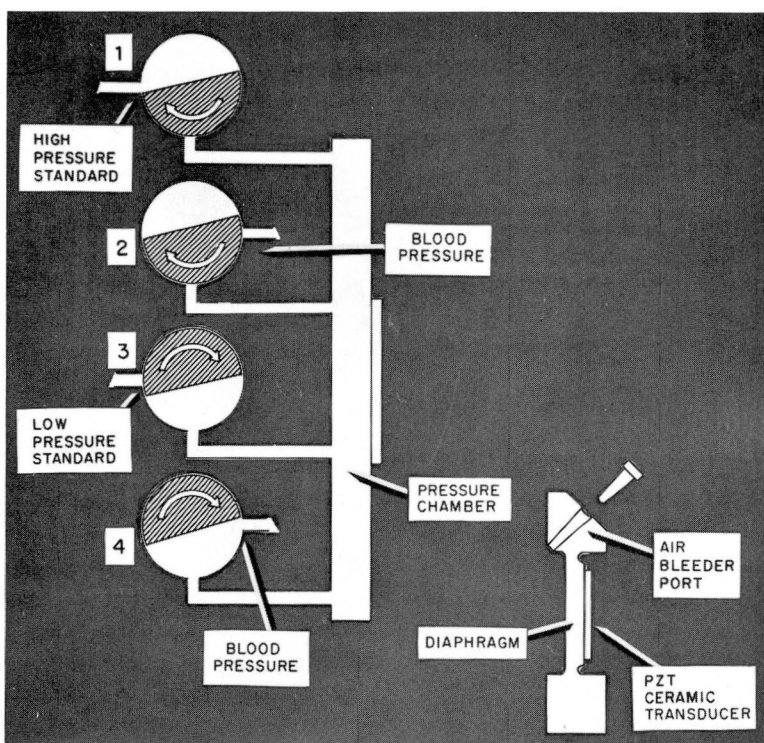 1
HIGH
PRESSURE
STANDARD
2
BLOOD
PRESSURE
3
LOW
PRESSURE
STANDARD
PRESSURE
CHAMBER
4
BLOOD
PRESSURE
AIR
BLEEDER
PORT
DIAPHRAGM
PZT
CERAMIC
TRANSDUCER